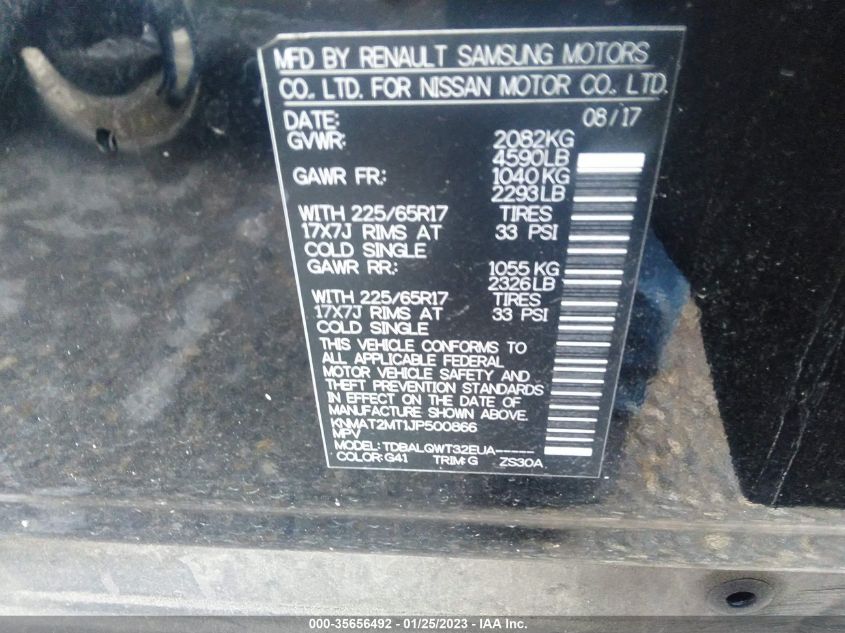 MFD BY RENAULT SAMSUNG MOTORS
CO., LTD. FOR NISSAN MOTOR CO., LTD.
DATE: 08/17
GVWR: 2082KG
4590LB
GAWR FR: 1040KG
2293LB
WITH 225/65R17 TIRES
17X7J RIMS AT 33 PSI
COLD SINGLE
GAWR RR: 1055KG
2326LB
WITH 225/65R17 TIRES
17X7J RIMS AT 33 PSI
COLD SINGLE
THIS VEHICLE CONFORMS TO
ALL APPLICABLE FEDERAL
MOTOR VEHICLE SAFETY AND
THEFT PREVENTION STANDARDS
IN EFFECT ON THE DATE OF
MANUFACTURE SHOWN ABOVE.
KNMAT2MT1JP500866
MPV
MODEL: TDBALQWT32EUA-----
COLOR: G41 TRIM: G ZS30A
000-35656492 - 01/25/2023 - IAA Inc.